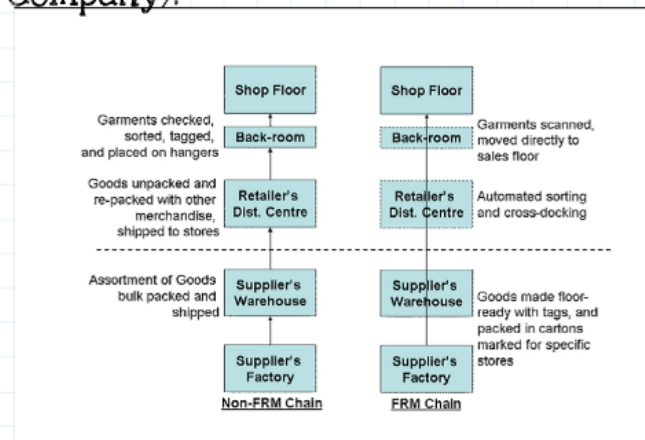 Company).
Shop Floor
Shop Floor
Garments checked,
sorted, tagged,
and placed on hangers
Back-room
Back-room
Garments scanned,
moved directly to
sales floor
Goods unpacked and
re-packed with other
merchandise,
shipped to stores
Retailer's
Dist. Centre
Retailer's
Dist. Centre
Automated sorting
and cross-docking
Assortment of Goods
bulk packed and
shipped
Supplier's
Warehouse
Supplier's
Warehouse
Goods made floor-
ready with tags, and
packed in cartons
marked for specific
stores
Supplier's
Factory
Supplier's
Factory
Non-FRM Chain
FRM Chain